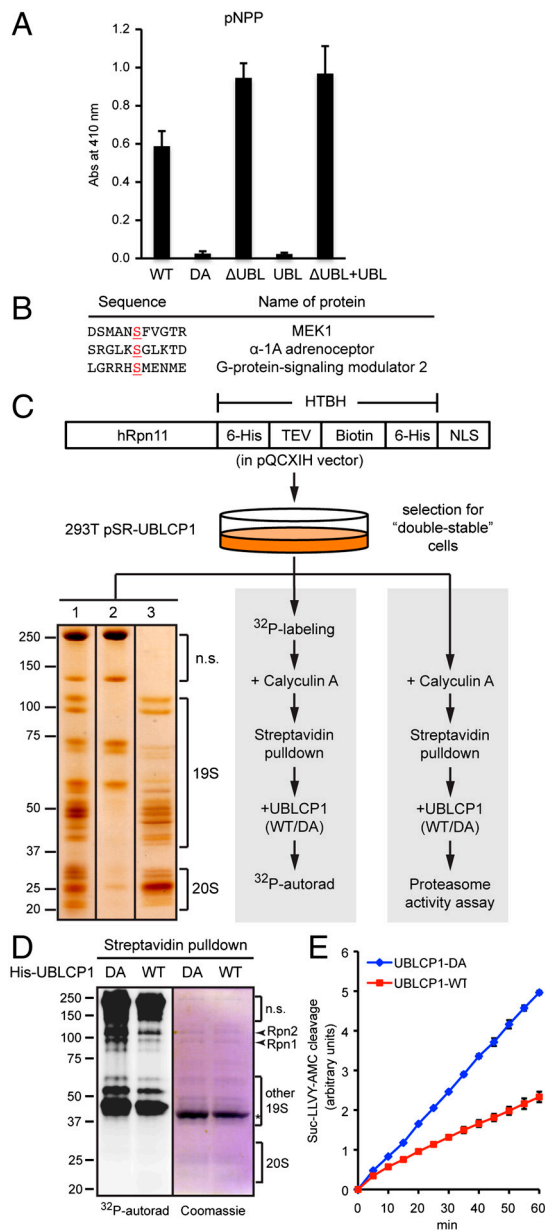 A
pNPP
Abs at 410 nm
1.2
1.0
0.8
0.6
0.4
0.2
0.0
WT DA ΔUBL UBL ΔUBL+UBL
B
Sequence Name of protein
DSMANSFVGTR MEK1
SRGLKSGLKTD α-1A adrenoceptor
LGRRHSMENME G-protein-signaling modulator 2
C
HTBH
hRpn11 6-His TEV Biotin 6-His NLS
(in pQCXIH vector)
293T pSR-UBLCP1
selection for
“double-stable”
cells
1 2 3
250
150
100
75
50
37
25
20
n.s.
19S
20S
32P-labeling
+ Calyculin A
Streptavidin
pulldown
+UBLCP1
(WT/DA)
32P-autorad
+ Calyculin A
Streptavidin
pulldown
+UBLCP1
(WT/DA)
Proteasome
activity assay
D
Streptavidin pulldown
His-UBLCP1 DA WT DA WT
250
150
100
75
50
37
25
20
n.s.
Rpn2
Rpn1
other
19S
*
20S
32P-autorad Coomassie
E
UBLCP1-DA
UBLCP1-WT
Suc-LLVY-AMC cleavage
(arbitrary units)
6
5
4
3
2
1
0
0 10 20 30 40 50 60
min